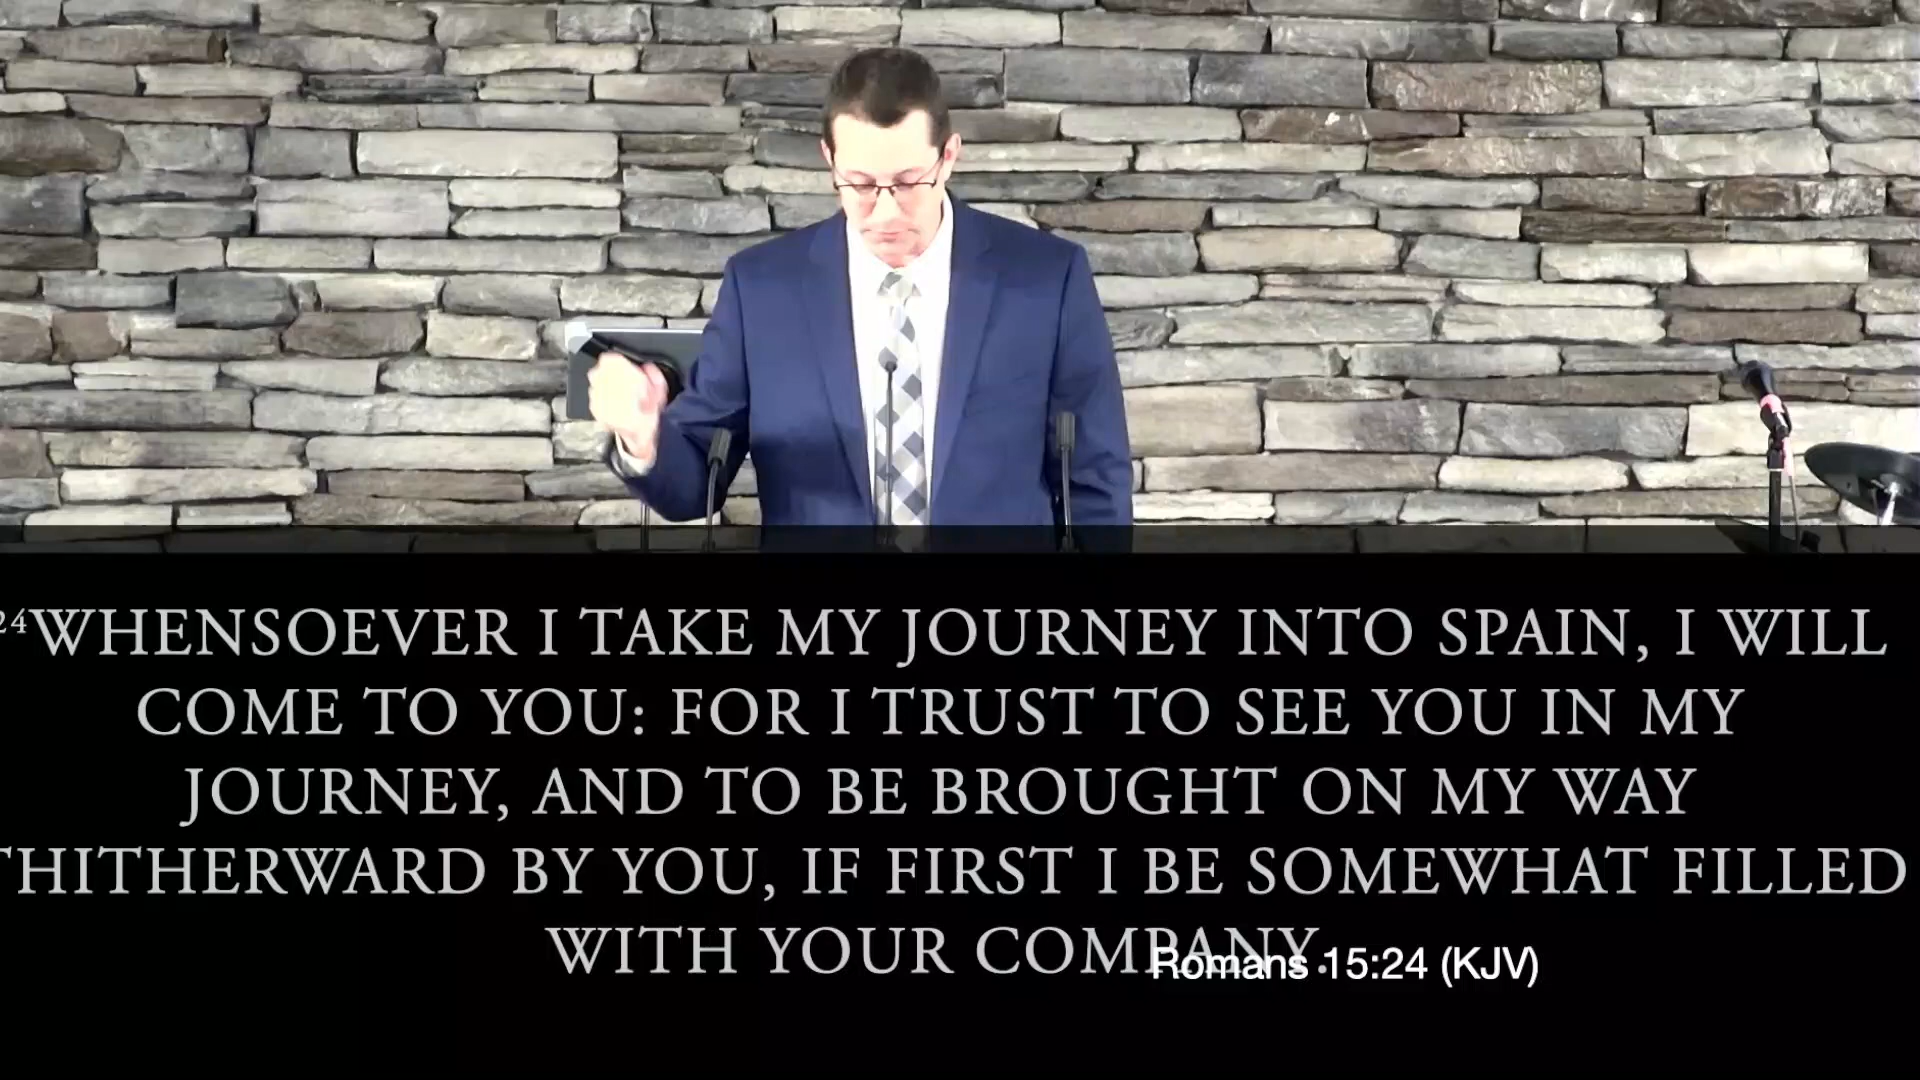 24WHENSOEVER I TAKE MY JOURNEY INTO SPAIN, I WILL
COME TO YOU: FOR I TRUST TO SEE YOU IN MY
JOURNEY, AND TO BE BROUGHT ON MY WAY
THITHERWARD BY YOU, IF FIRST I BE SOMEWHAT FILLED
WITH YOUR COMPANY.
Romans 15:24 (KJV)